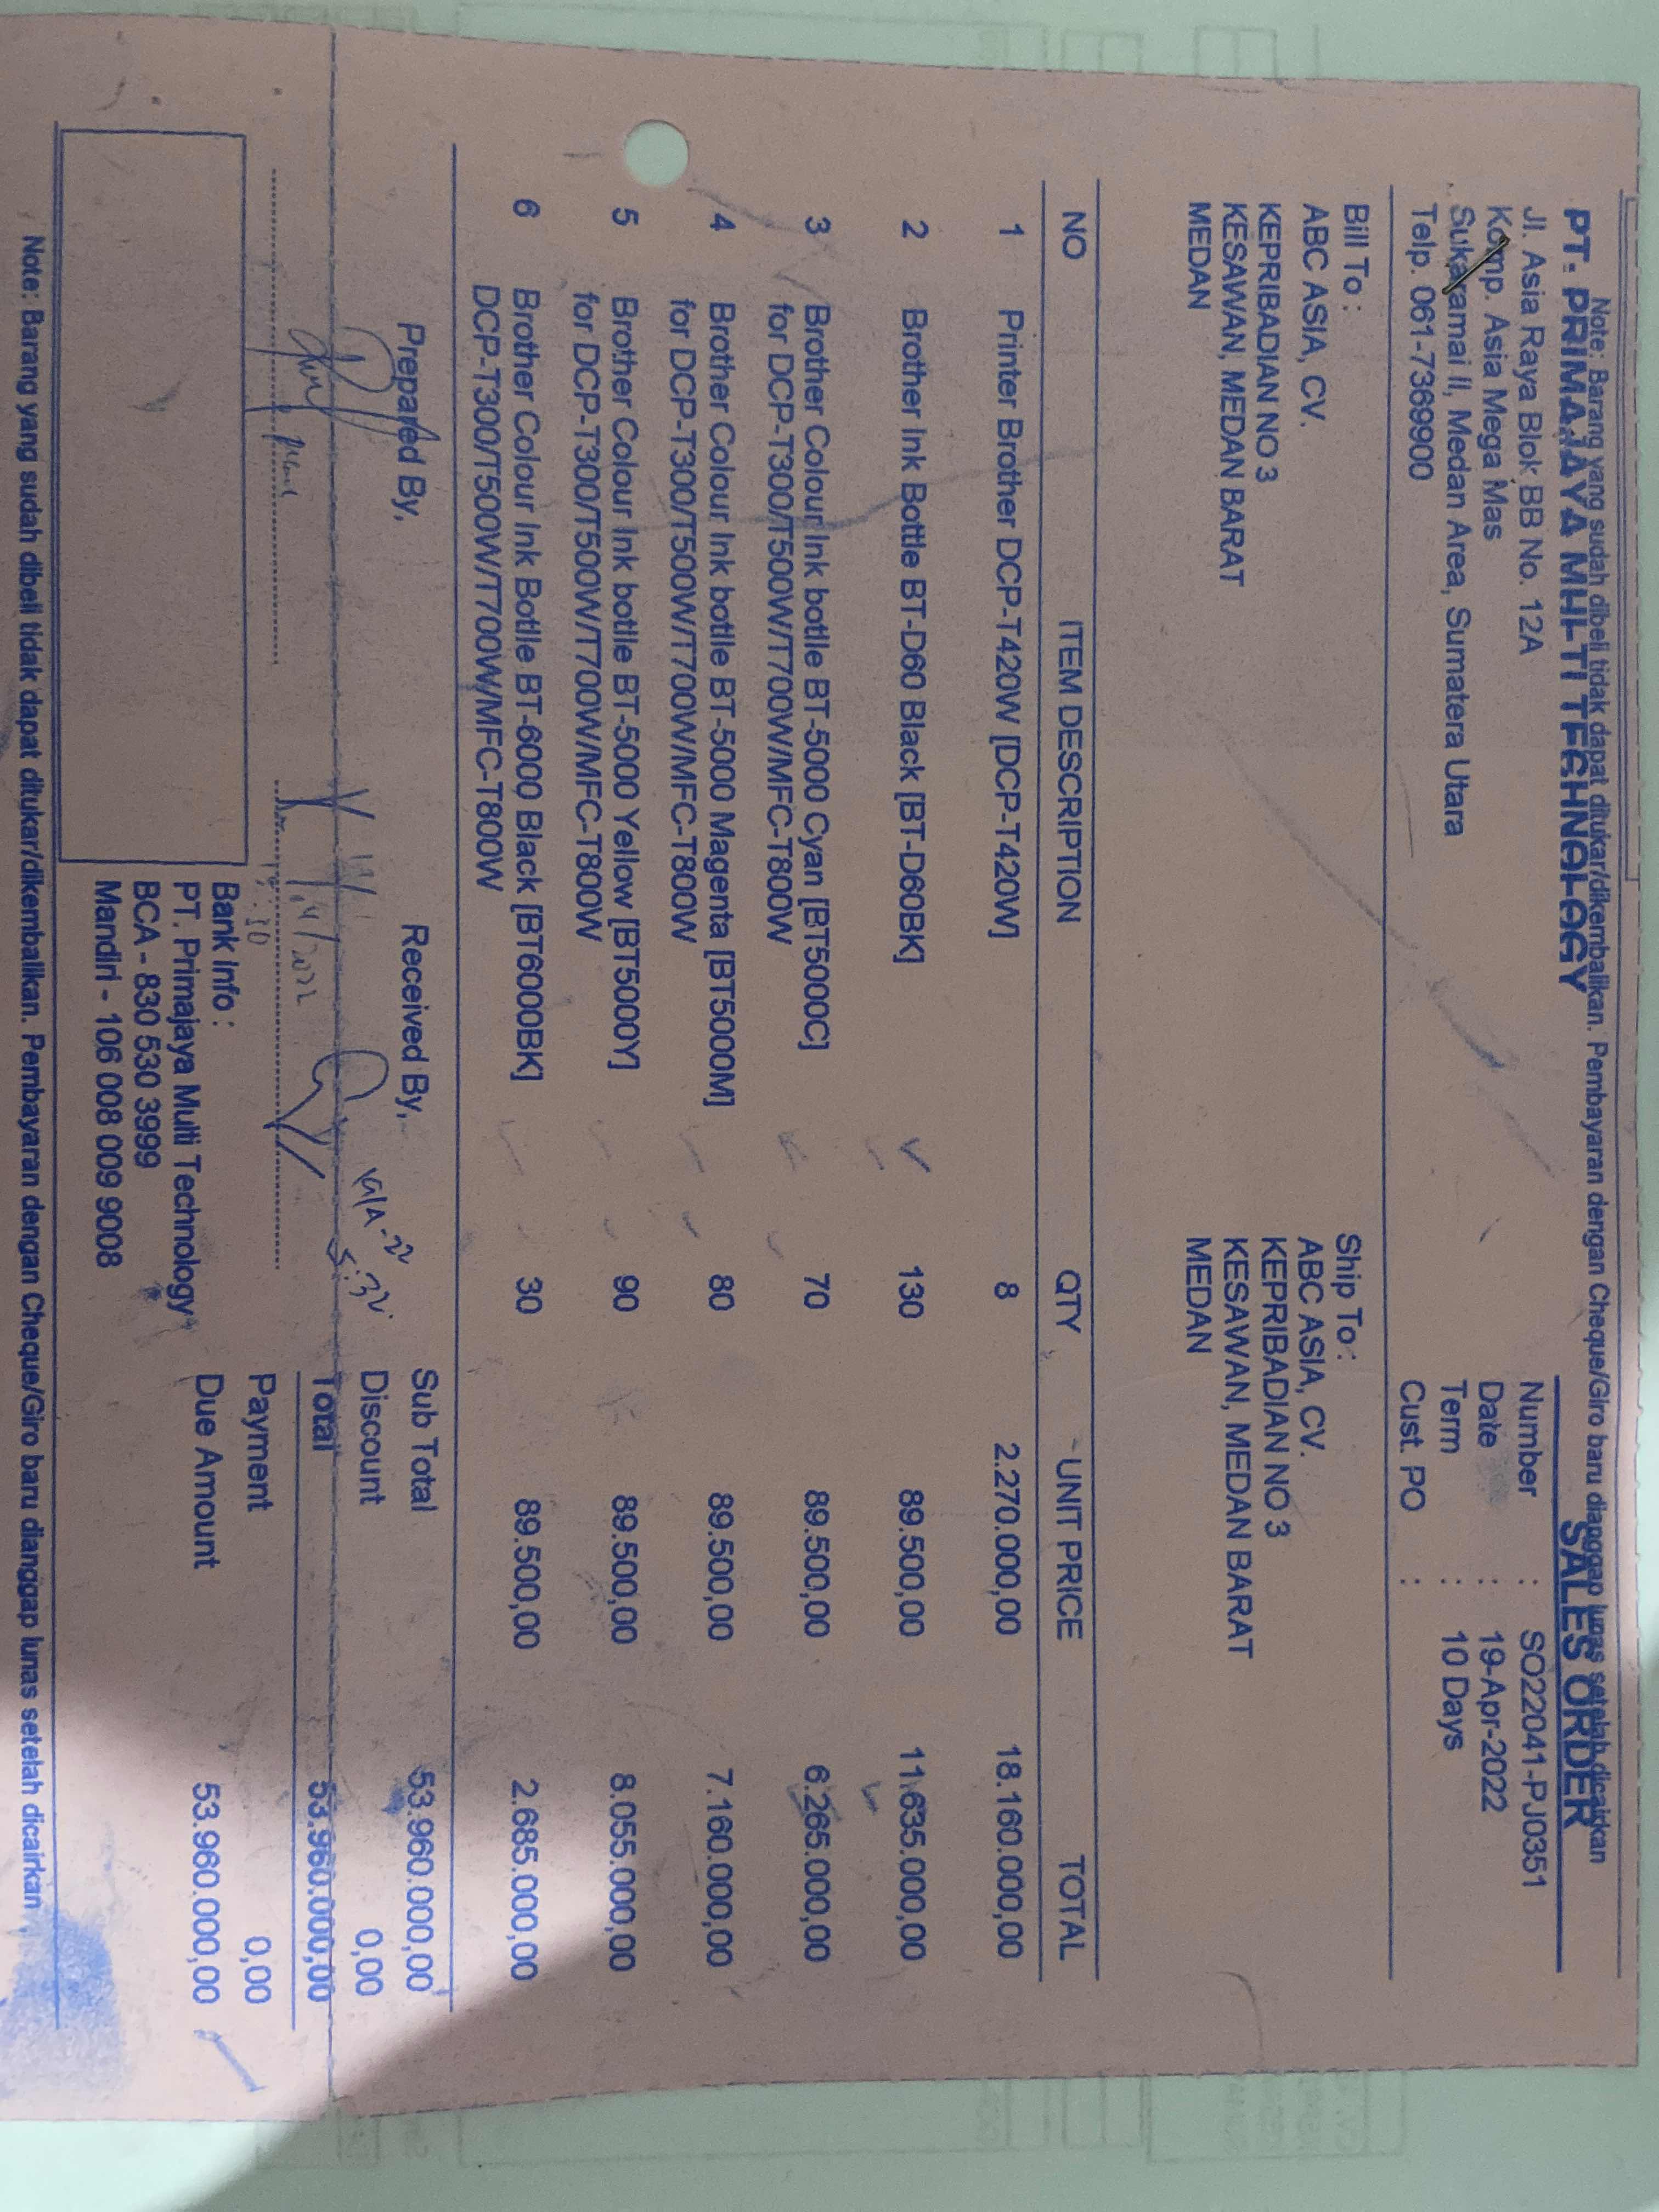 Note: Barang yang sudah dibeli tidak dapat ditukar/dikembalikan. Pembayaran dengan Cheque/Giro baru dianggap lunas setelah dicairkan
PT. PRIMAJAYA MULTI TECHNOLOGY
SALES ORDER
Jl. Asia Raya Blok BB No. 12A
Komp. Asia Mega Mas
Sukaramai II, Medan Area, Sumatera Utara
Telp. 061-7369900
Number : SO22041-PJ0351
Date : 19-Apr-2022
Term : 10 Days
Cust. PO :
Bill To :
ABC ASIA, CV.
KEPRIBADIAN NO 3
KESAWAN, MEDAN BARAT
MEDAN
Ship To :
ABC ASIA, CV.
KEPRIBADIAN NO 3
KESAWAN, MEDAN BARAT
MEDAN
NO ITEM DESCRIPTION QTY UNIT PRICE TOTAL
1 Printer Brother DCP-T420W [DCP-T420W] 8 2.270.000,00 18.160.000,00
2 Brother Ink Bottle BT-D60 Black [BT-D60BK] 130 89.500,00 11.635.000,00
3 Brother Colour Ink botlle BT-5000 Cyan [BT5000C] 70 89.500,00 6.265.000,00
for DCP-T300/T500W/T700W/MFC-T800W
4 Brother Colour Ink botlle BT-5000 Magenta [BT5000M] 80 89.500,00 7.160.000,00
for DCP-T300/T500W/T700W/MFC-T800W
5 Brother Colour Ink botlle BT-5000 Yellow [BT5000Y] 90 89.500,00 8.055.000,00
for DCP-T300/T500W/T700W/MFC-T800W
6 Brother Colour Ink Botlle BT-6000 Black [BT6000BK] 30 89.500,00 2.685.000,00
DCP-T300/T500W/T700W/MFC-T800W
Prepared By,
Received By,
Sub Total 53.960.000,00
Discount 0,00
Total 53.960.000,00
Payment 0,00
Due Amount 53.960.000,00
Bank Info :
PT. Primajaya Multi Technology
BCA - 830 530 3999
Mandiri - 106 008 009 9008
Note: Barang yang sudah dibeli tidak dapat ditukar/dikembalikan. Pembayaran dengan Cheque/Giro baru dianggap lunas setelah dicairkan